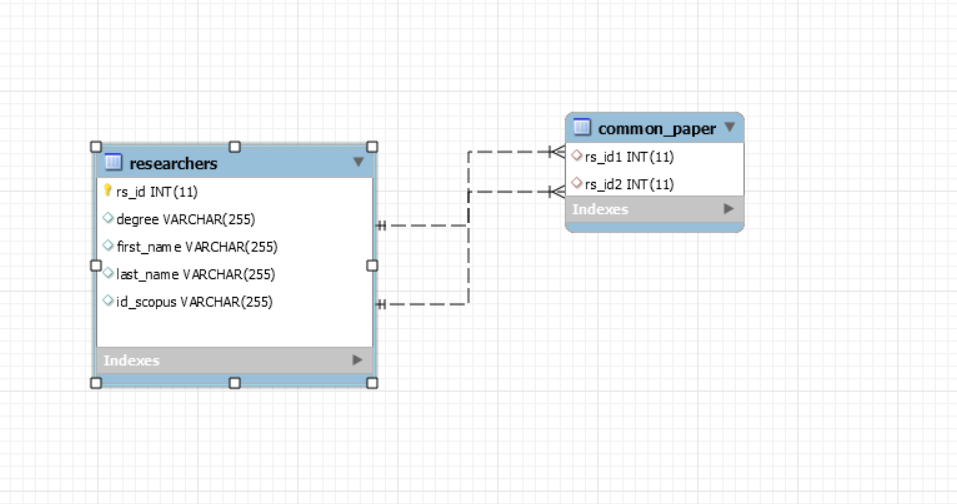 researchers
rs_id INT(11)
degree VARCHAR(255)
first_name VARCHAR(255)
last_name VARCHAR(255)
id_scopus VARCHAR(255)
Indexes
common_paper
rs_id1 INT(11)
rs_id2 INT(11)
Indexes